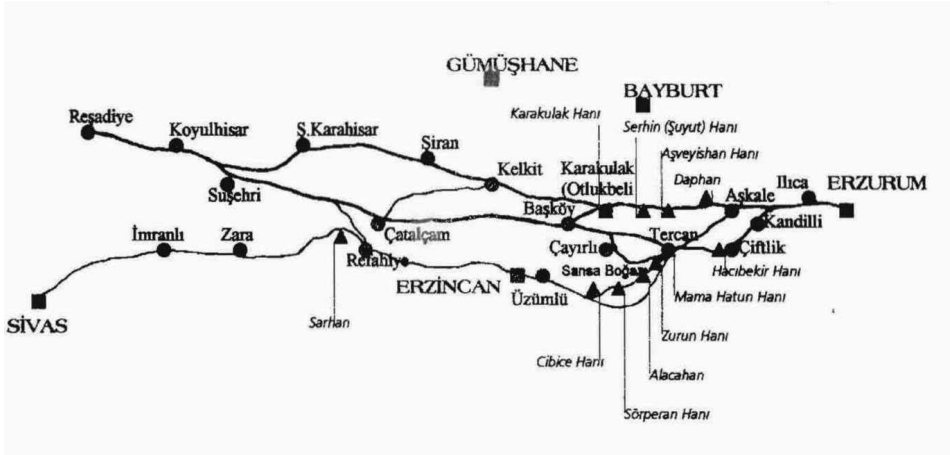 GÜMÜŞHANE
BAYBURT
Karakulak Hanı
Serhin (Şuyut) Hanı
Reşadiye
Koyulhisar
Ş.Karahisar
Şiran
Aşveyishan Hanı
Kelkit
Karakulak
(Otlukbeli
Daphan
Ilıca
ERZURUM
Aşkale
Suşehri
Başköy
Kandilli
İmranlı
Zara
Çatalçam
Çayırlı
Tercan
Çiftlik
Refahiye
Sansa Boğazı
Hacıbekir Hanı
ERZİNCAN
Üzümlü
Mama Hatun Hanı
SİVAS
Sarhan
Zurun Hanı
Cibice Hanı
Alacahan
Sörperan Hanı